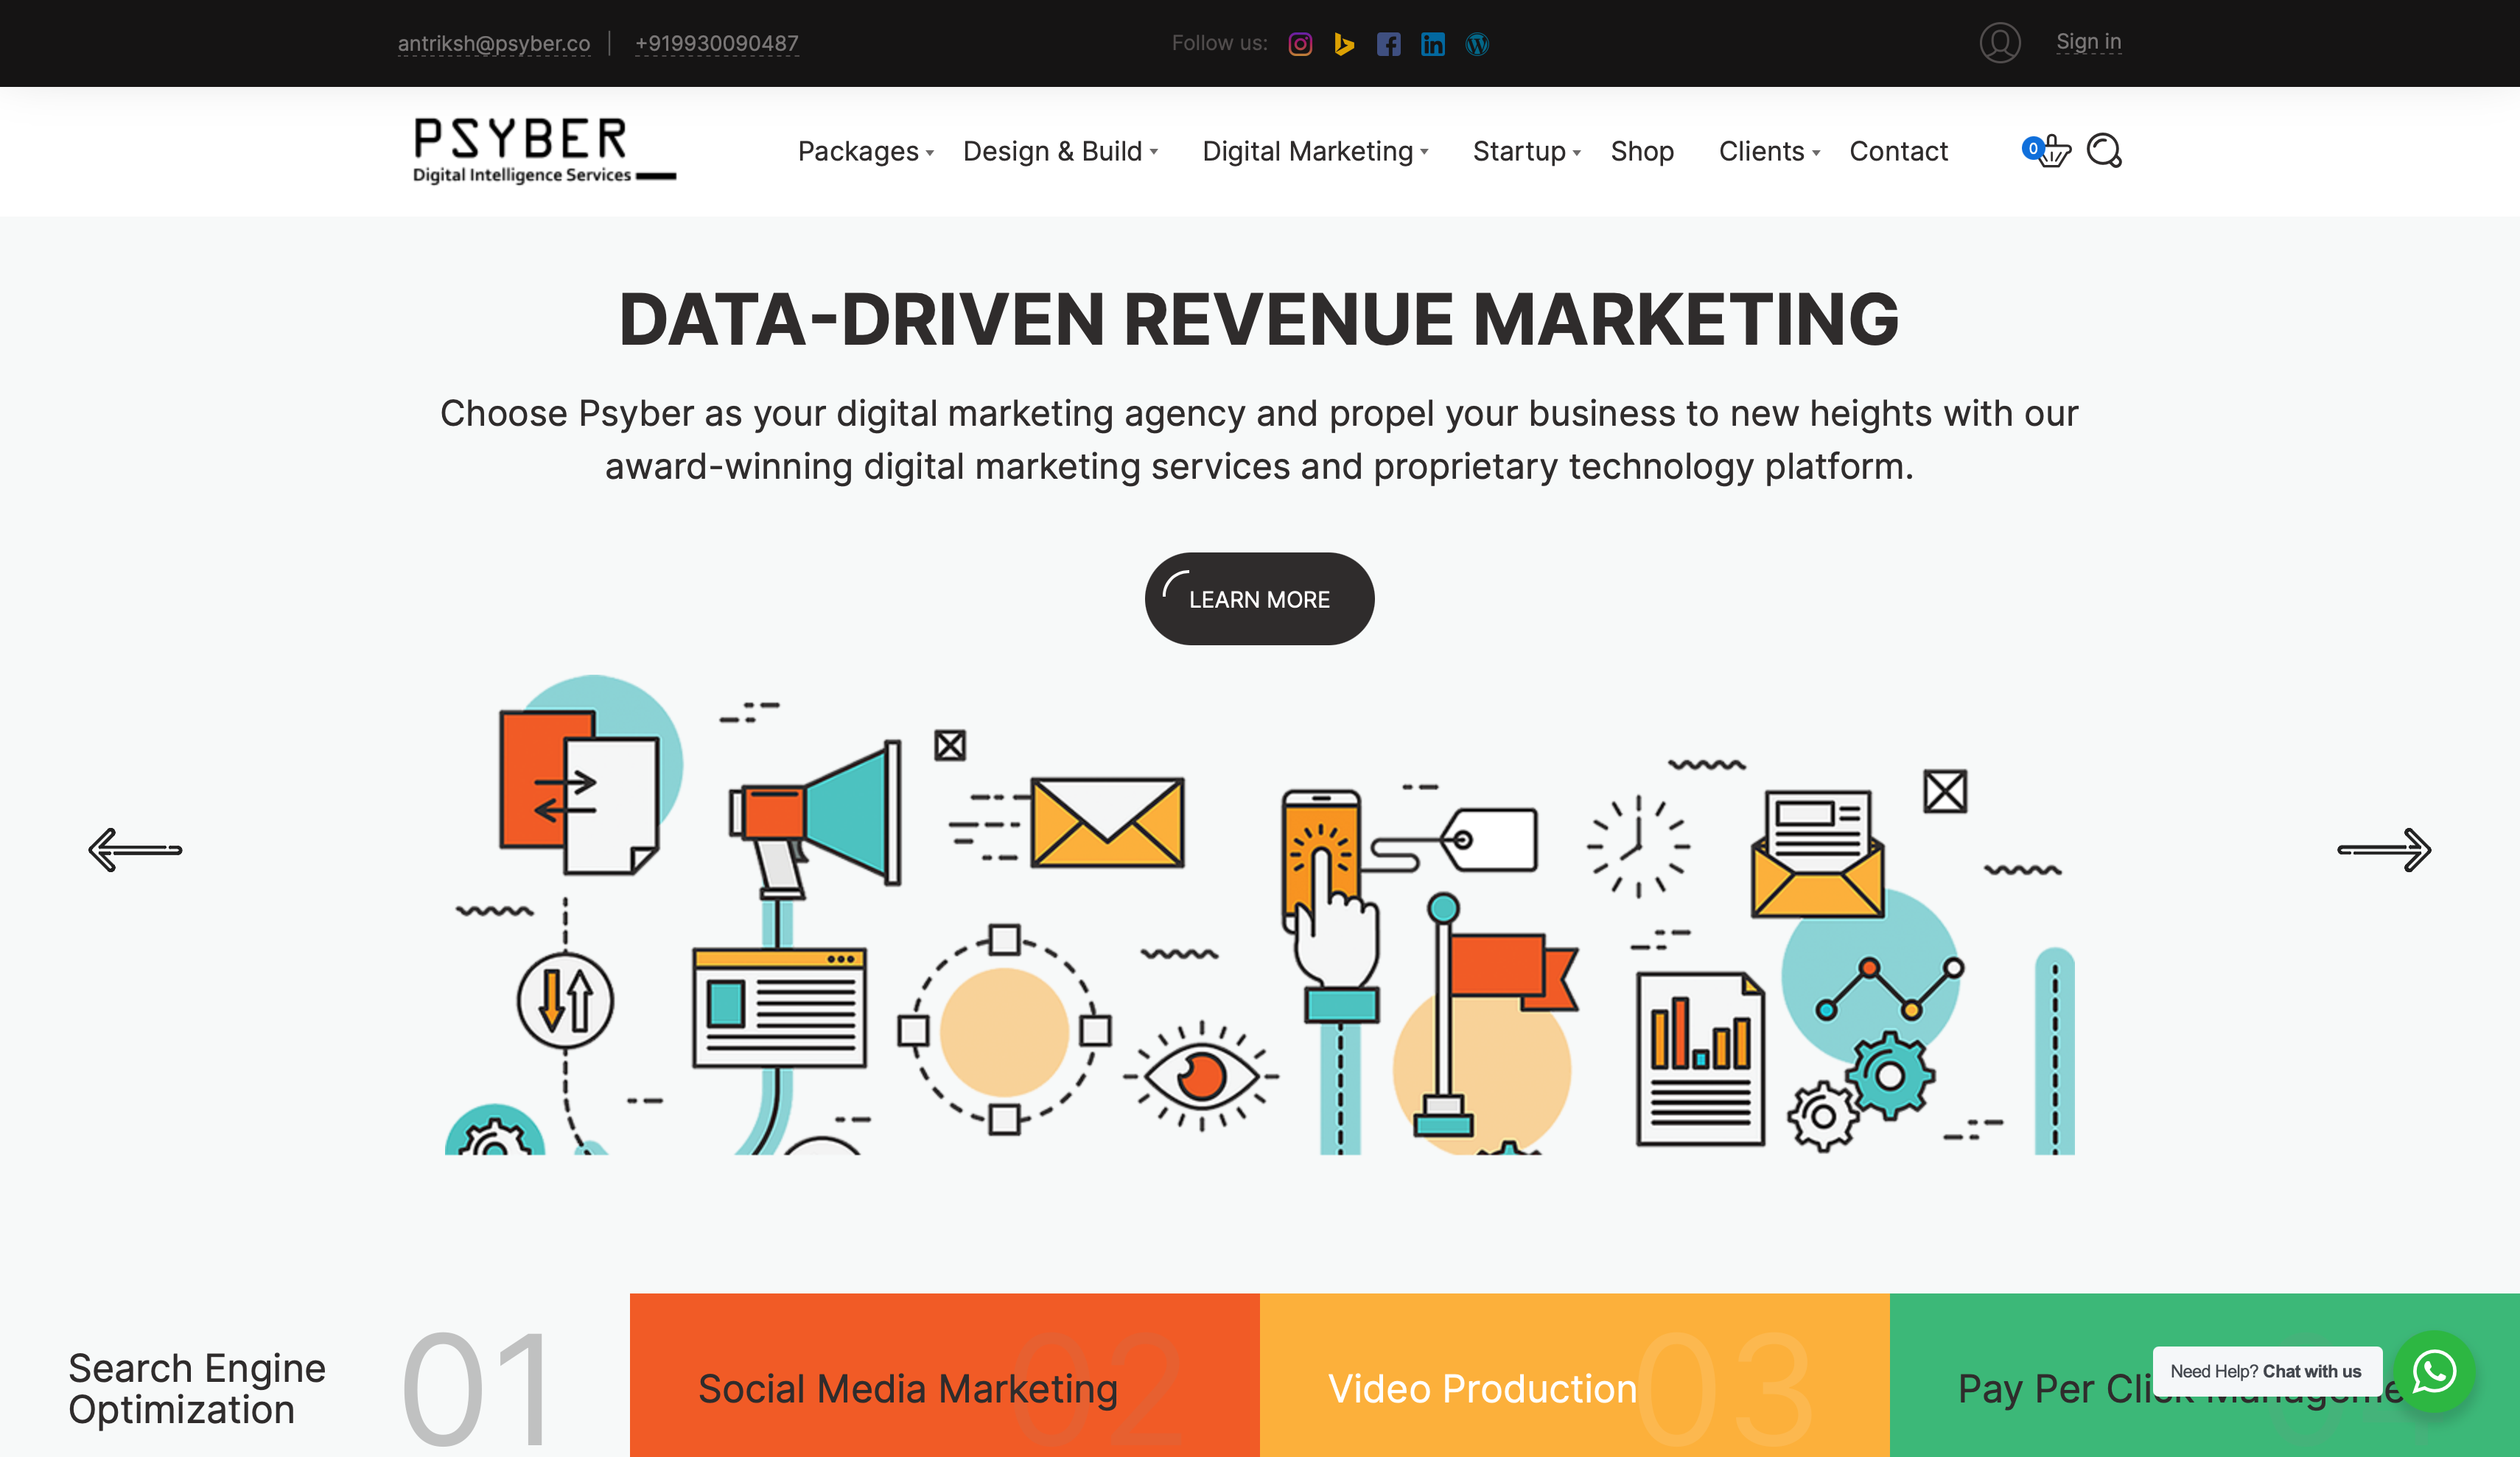 antriksh@psyber.co
+919930090487
Follow us:
Sign in
PSYBER
Digital Intelligence Services
Packages
Design & Build
Digital Marketing
Startup
Shop
Clients
Contact
0
DATA-DRIVEN REVENUE MARKETING
Choose Psyber as your digital marketing agency and propel your business to new heights with our
award-winning digital marketing services and proprietary technology platform.
LEARN MORE
Search Engine
Optimization
01
Social Media Marketing
02
Video Production
03
Pay Per
Need Help? Chat with us